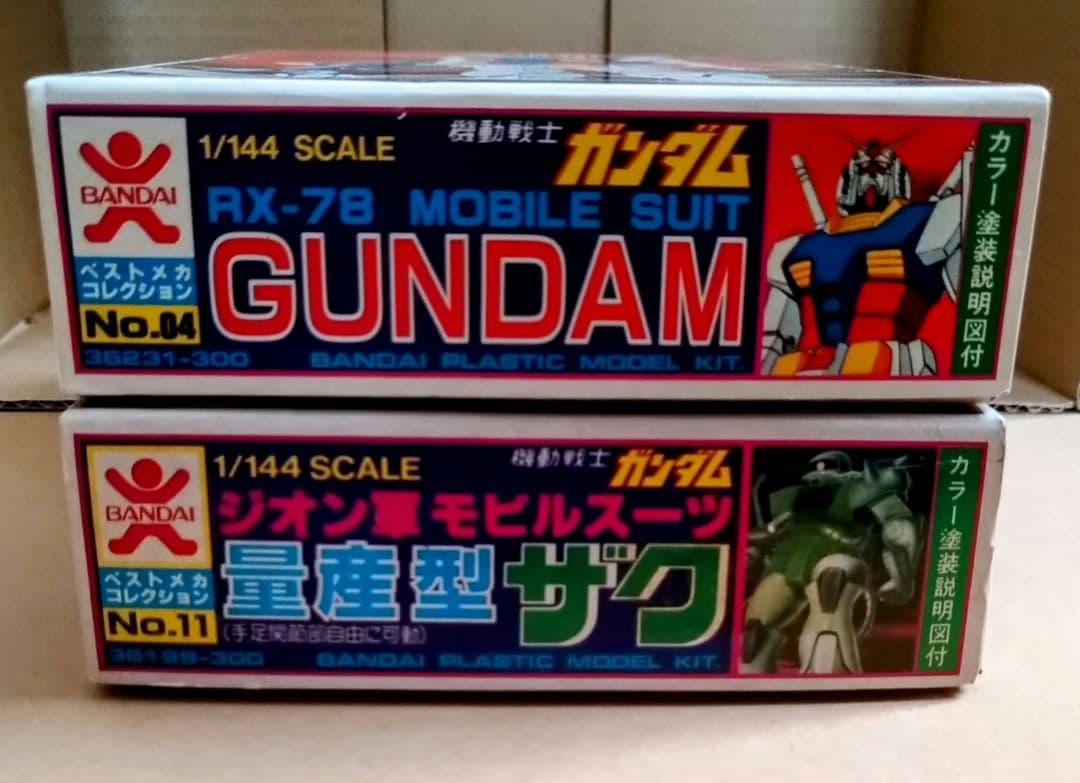 BANDAI
ベストメカ
コレクション
No.04
36231-300
1/144 SCALE
機動戦士 ガンダム
RX-78 MOBILE SUIT
GUNDAM
BANDAI PLASTIC MODEL KIT.
カラー塗装説明図付
BANDAI
ベストメカ
コレクション
No.11
36199-300
1/144 SCALE
機動戦士 ガンダム
ジオン軍 モビルスーツ
量産型 ザク
(手足関節部自由に可動)
BANDAI PLASTIC MODEL KIT.
カラー塗装説明図付